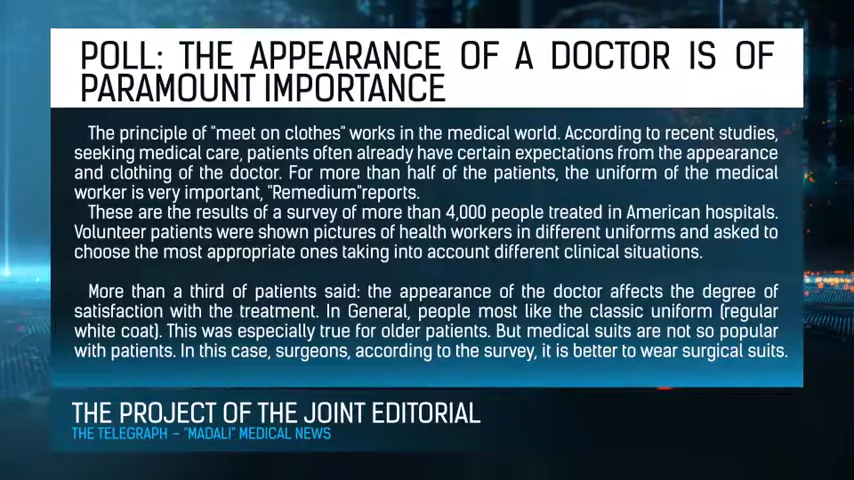 POLL: THE APPEARANCE OF A DOCTOR IS OF
PARAMOUNT IMPORTANCE
The principle of "meet on clothes" works in the medical world. According to recent studies,
seeking medical care, patients often already have certain expectations from the appearance
and clothing of the doctor. For more than half of the patients, the uniform of the medical
worker is very important, "Remedium"reports.
These are the results of a survey of more than 4,000 people treated in American hospitals.
Volunteer patients were shown pictures of health workers in different uniforms and asked to
choose the most appropriate ones taking into account different clinical situations.
More than a third of patients said: the appearance of the doctor affects the degree of
satisfaction with the treatment. In General, people most like the classic uniform (regular
white coat). This was especially true for older patients. But medical suits are not so popular
with patients. In this case, surgeons, according to the survey, it is better to wear surgical suits.
THE PROJECT OF THE JOINT EDITORIAL
THE TELEGRAPH – "MADALI" MEDICAL NEWS